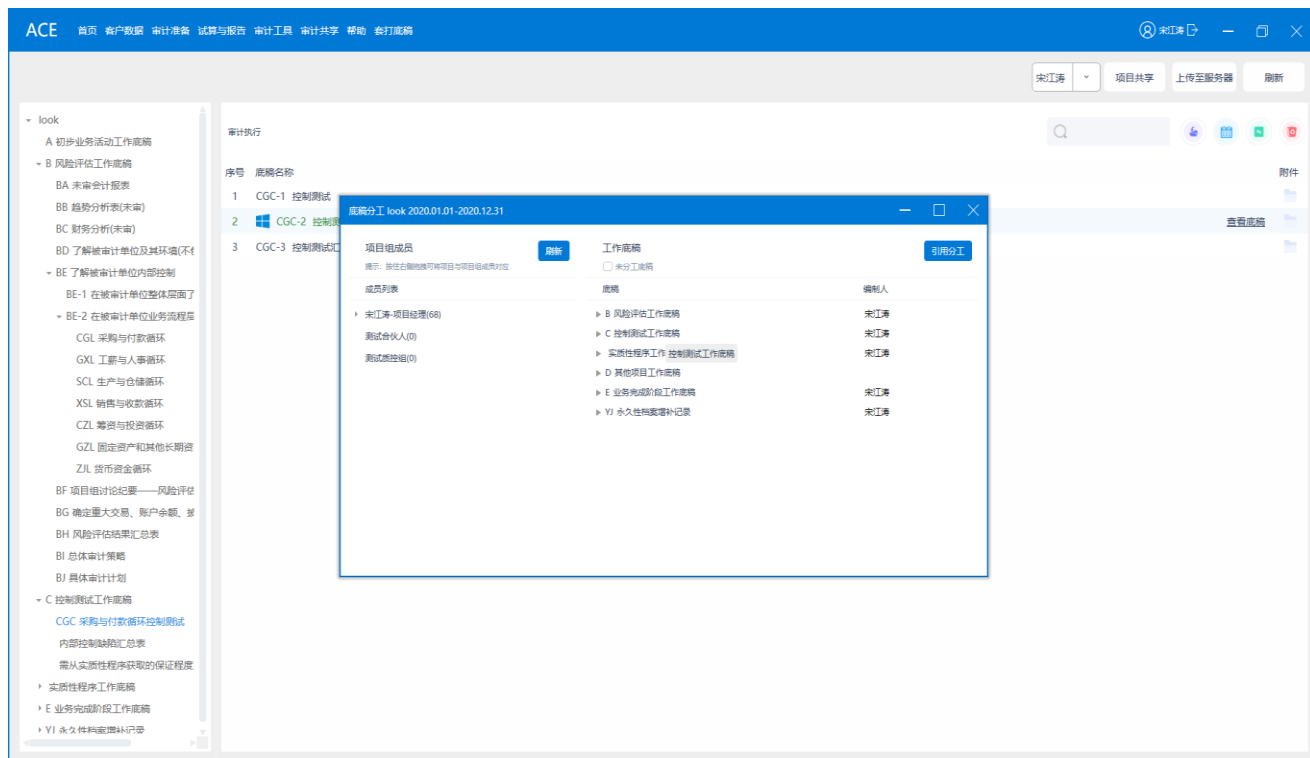 ACE 首页 客户数据 审计准备 试算与报告 审计工具 审计共享 帮助 套打底稿 宋江涛
宋江涛 项目共享 上传至服务器 刷新
look
A 初步业务活动工作底稿
B 风险评估工作底稿
BA 未审会计报表
BB 趋势分析表(未审)
BC 财务分析(未审)
BD 了解被审计单位及其环境(不
BE 了解被审计单位内部控制
BE-1 在被审计单位整体层面了
BE-2 在被审计单位业务流程层
CGL 采购与付款循环
GXL 工薪与人事循环
SCL 生产与仓储循环
XSL 销售与收款循环
CZL 筹资与投资循环
GZL 固定资产和其他长期资
ZJL 货币资金循环
BF 项目组讨论纪要——风险评估
BG 确定重大交易、账户余额、披
BH 风险评估结果汇总表
BI 总体审计策略
BJ 具体审计计划
C 控制测试工作底稿
CGC 采购与付款循环控制测试
内部控制缺陷汇总表
需从实质性程序获取的保证程度
实质性程序工作底稿
E 业务完成阶段工作底稿
YJ 永久性档案增补记录
审计执行
序号 底稿名称 附件
1 CGC-1 控制测试
2 CGC-2 控制测 查看底稿
3 CGC-3 控制测试汇
底稿分工 look 2020.01.01-2020.12.31
项目组成员 刷新
提示：按住右侧拖拽可将项目与项目组成员对应
成员列表
宋江涛-项目经理(68)
测试合伙人(0)
测试质控组(0)
工作底稿 引用分工
未分工底稿
底稿 编制人
B 风险评估工作底稿 宋江涛
C 控制测试工作底稿 宋江涛
实质性程序工作 控制测试工作底稿 宋江涛
D 其他项目工作底稿
E 业务完成阶段工作底稿 宋江涛
YJ 永久性档案增补记录 宋江涛